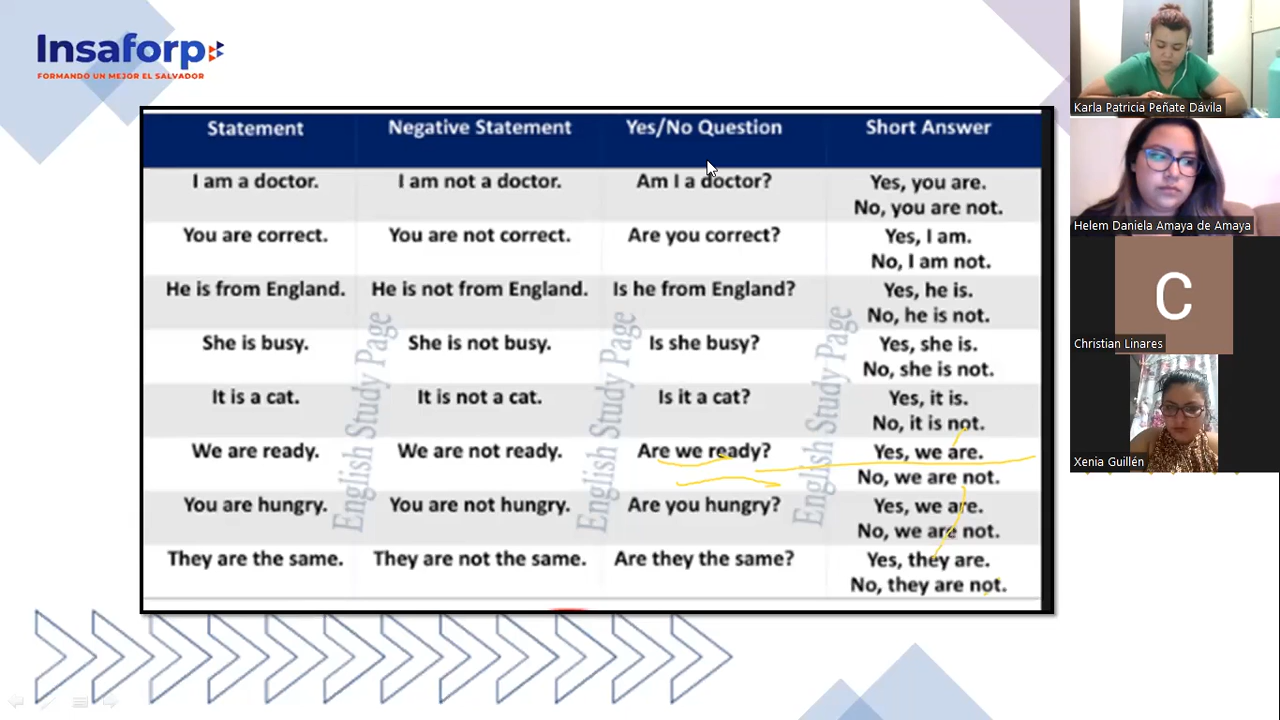 Insaforp
FORMANDO UN MEJOR EL SALVADOR
Statement Negative Statement Yes/No Question Short Answer
I am a doctor. I am not a doctor. Am I a doctor? Yes, you are.
No, you are not.
You are correct. You are not correct. Are you correct? Yes, I am.
No, I am not.
He is from England. He is not from England. Is he from England? Yes, he is.
No, he is not.
She is busy. She is not busy. Is she busy? Yes, she is.
No, she is not.
It is a cat. It is not a cat. Is it a cat? Yes, it is.
No, it is not.
We are ready. We are not ready. Are we ready? Yes, we are.
No, we are not.
You are hungry. You are not hungry. Are you hungry? Yes, we are.
No, we are not.
They are the same. They are not the same. Are they the same? Yes, they are.
No, they are not.
English Study Page
English Study Page
English Study Page
Karla Patricia Peñate Dávila
Helem Daniela Amaya de Amaya
C
Christian Linares
Xenia Guillén